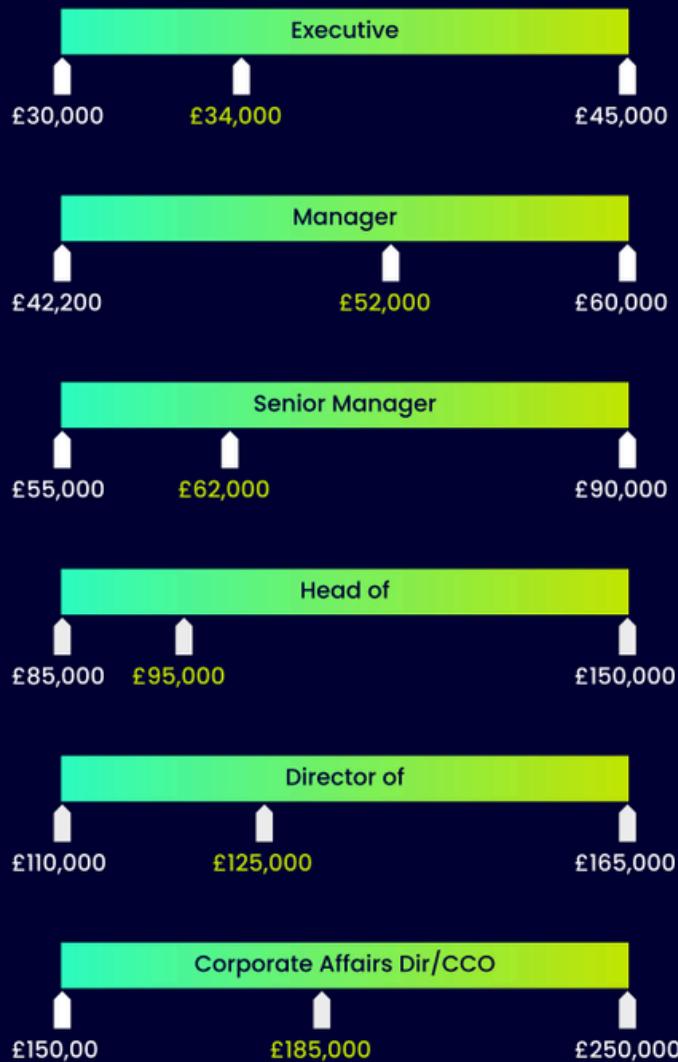 Executive
£30,000 £34,000 £45,000
Manager
£42,200 £52,000 £60,000
Senior Manager
£55,000 £62,000 £90,000
Head of
£85,000 £95,000 £150,000
Director of
£110,000 £125,000 £165,000
Corporate Affairs Dir/CCO
£150,00 £185,000 £250,000